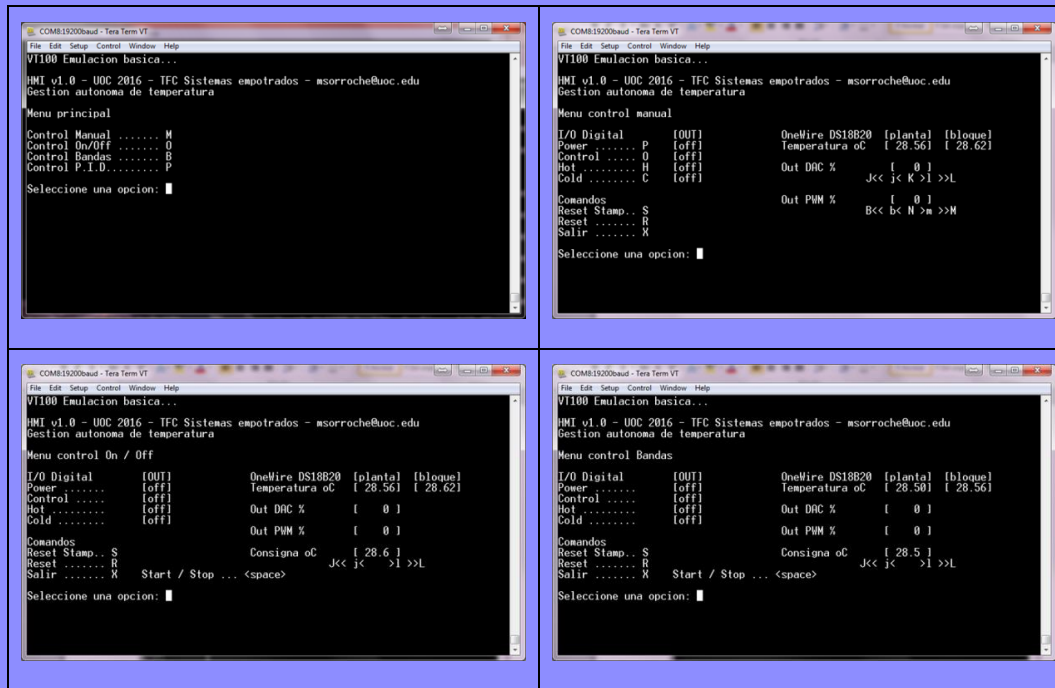 COM8:19200baud - Tera Term VT
File Edit Setup Control Window Help
VT100 Emulacion basica...
HMI v1.0 - UOC 2016 - TFC Sistemas empotrados - msorroche@uoc.edu
Gestion autonoma de temperatura
Menu principal
Control Manual ....... M
Control On/Off ....... O
Control Bandas ....... B
Control P.I.D......... P
Seleccione una opcion:
COM8:19200baud - Tera Term VT
File Edit Setup Control Window Help
VT100 Emulacion basica...
HMI v1.0 - UOC 2016 - TFC Sistemas empotrados - msorroche@uoc.edu
Gestion autonoma de temperatura
Menu control manual
I/O Digital [OUT] OneWire DS18B20 [planta] [bloque]
Power ....... P [off] Temperatura oC [ 28.56] [ 28.62]
Control ..... O [off]
Hot ......... H [off] Out DAC % [ 0 ]
Cold ........ C [off] J<< j< K >l >>L
Comandos Out PWM % [ 0 ]
Reset Stamp.. S B<< b< N >m >>M
Reset ....... R
Salir ....... X
Seleccione una opcion:
COM8:19200baud - Tera Term VT
File Edit Setup Control Window Help
VT100 Emulacion basica...
HMI v1.0 - UOC 2016 - TFC Sistemas empotrados - msorroche@uoc.edu
Gestion autonoma de temperatura
Menu control On / Off
I/O Digital [OUT] OneWire DS18B20 [planta] [bloque]
Power ....... [off] Temperatura oC [ 28.56] [ 28.62]
Control ..... [off]
Hot ......... [off] Out DAC % [ 0 ]
Cold ........ [off]
Out PWM % [ 0 ]
Comandos
Reset Stamp.. S Consigna oC [ 28.6 ]
Reset ....... R J<< j< >l >>L
Salir ....... X Start / Stop ... <space>
Seleccione una opcion:
COM8:19200baud - Tera Term VT
File Edit Setup Control Window Help
VT100 Emulacion basica...
HMI v1.0 - UOC 2016 - TFC Sistemas empotrados - msorroche@uoc.edu
Gestion autonoma de temperatura
Menu control Bandas
I/O Digital [OUT] OneWire DS18B20 [planta] [bloque]
Power ....... [off] Temperatura oC [ 28.50] [ 28.56]
Control ..... [off]
Hot ......... [off] Out DAC % [ 0 ]
Cold ........ [off]
Out PWM % [ 0 ]
Comandos
Reset Stamp.. S Consigna oC [ 28.5 ]
Reset ....... R J<< j< >l >>L
Salir ....... X Start / Stop ... <space>
Seleccione una opcion: